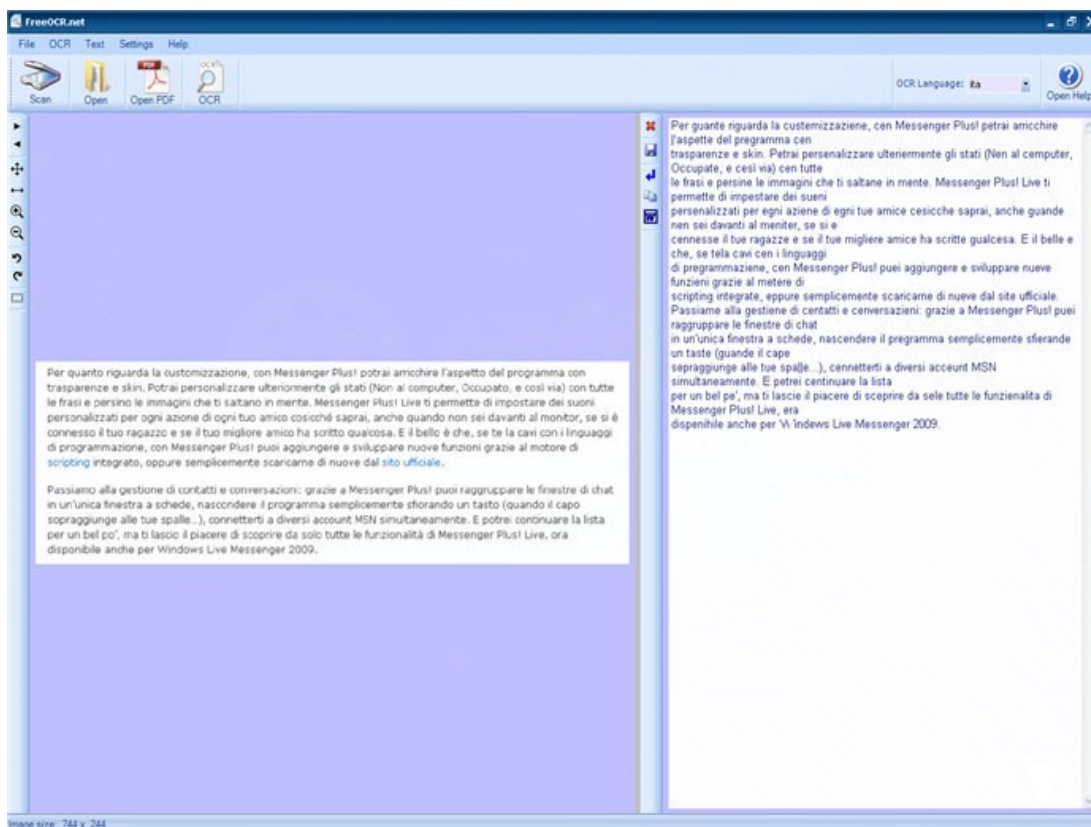 FreeOCR.net
File OCR Text Settings Help
PDF OCR
Scan Open Open PDF OCR
OCR Language: ita
Open Help
Per quanto riguarda la customizzazione, con Messenger Plus! potrai arricchire l'aspetto del programma con
trasparenze e skin. Potrai personalizzare ulteriormente gli stati (Non al computer, Occupato, e così via) con tutte
le frasi e persino le immagini che ti saltano in mente. Messenger Plus! Live ti permette di impostare dei suoni
personalizzati per ogni azione di ogni tuo amico cosicché saprai, anche quando non sei davanti al monitor, se si è
connesso il tuo ragazzo e se il tuo migliore amico ha scritto qualcosa. E il bello è che, se te la cavi con i linguaggi
di programmazione, con Messenger Plus! puoi aggiungere e sviluppare nuove funzioni grazie al motore di
scripting integrato, oppure semplicemente scaricarne di nuove dal sito ufficiale.
Passiamo alla gestione di contatti e conversazioni: grazie a Messenger Plus! puoi raggruppare le finestre di chat
in un'unica finestra a schede, nascondere il programma semplicemente sfiorando un tasto (quando il capo
sopraggiunge alle tue spalle...), connetterti a diversi account MSN simultaneamente. E potrei continuare la lista
per un bel po', ma ti lascio il piacere di scoprire da solo tutte le funzionalità di Messenger Plus! Live, ora
disponibile anche per Windows Live Messenger 2009.
Per guante riguarda la custemizzaziene, cen Messenger Plus! petrai arricchire
l'aspette del pregramma cen
trasparenze e skin. Petrai persenalizzare ulteriermente gli stati (Nen al cemputer,
Occupate, e cesì via) cen tutte
le frasi e persine le immagini che ti saltane in mente. Messenger Plus! Live ti
permette di impestare dei sueni
persenalizzati per egni aziene di egni tue amice cesicche saprai, anche guande
nen sei davanti al meniter, se si e
cennesse il tue ragazze e se il tue migliere amice ha scritte gualcesa. E il belle e
che, se tela cavi cen i linguaggi
di pregrammaziene, cen Messenger Plus! puei aggiungere e sviluppare nueve
funzieni grazie al metere di
scripting integrate, eppure semplicemente scaricarne di nueve dal site ufficiale.
Passiame alla gestiene di centatti e cenversazieni: grazie a Messenger Plus! puei
raggruppare le finestre di chat
in un'unica finestra a schede, nascendere il pregramma semplicemente sfierande
un taste (guande il cape
sepraggiunge alle tue spa|le...), cennetterti a diversi acceunt MSN
simultaneamente. E petrei centinuare la lista
per un bel pe', ma ti lascie il piacere di sceprire da sele tutte le funzienalita di
Messenger Plus! Live, era
dispenihile anche per 'V\ 'indews Live Messenger 2009.
Image size: 744 x 244